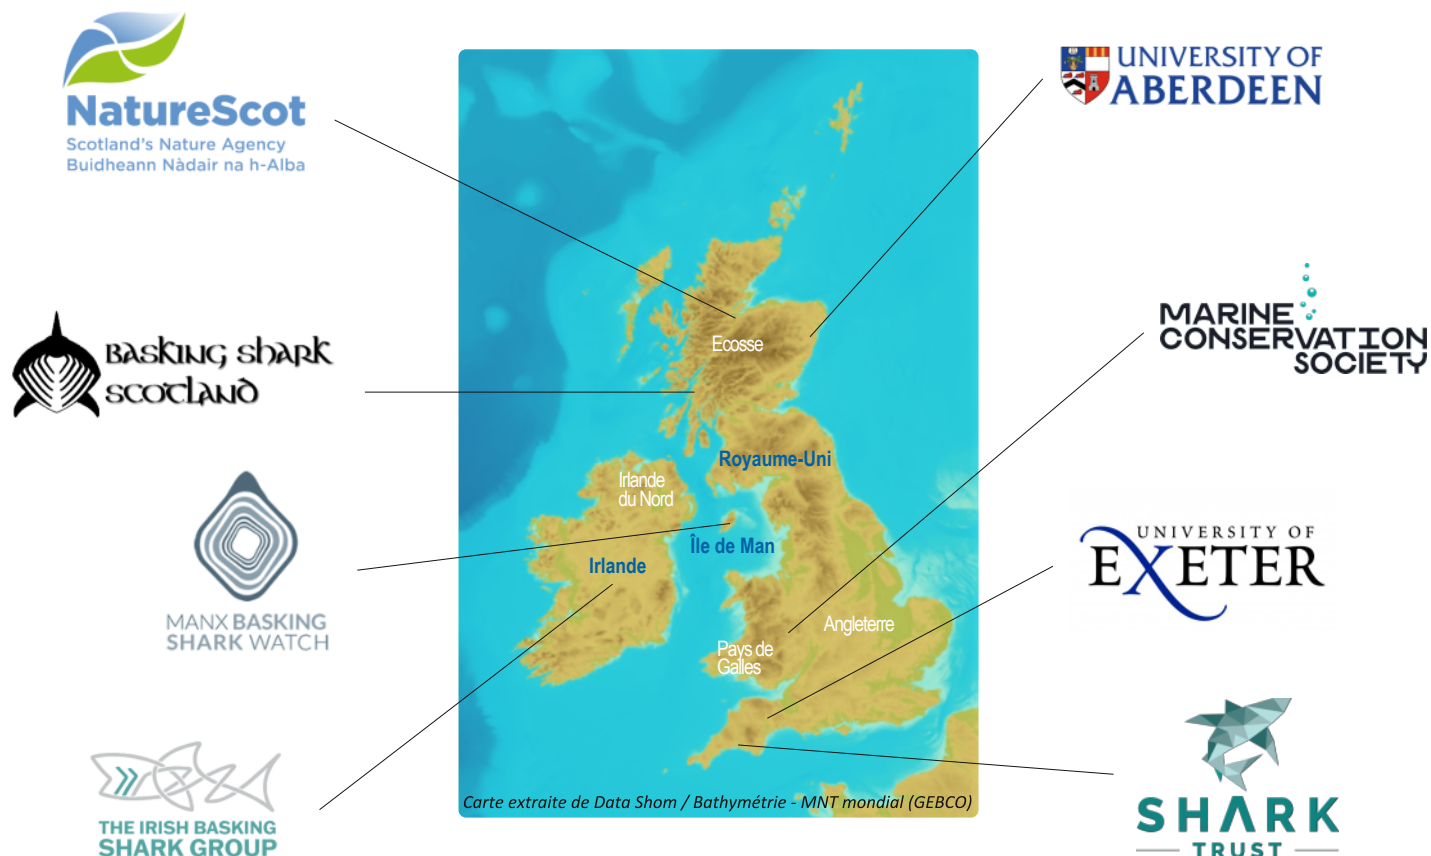 NatureScot
Scotland's Nature Agency
Buidheann Nàdair na h-Alba
UNIVERSITY OF
ABERDEEN
BASKING SHARK
SCOTLAND
MARINE
CONSERVATION
SOCIETY
MANX BASKING
SHARK WATCH
UNIVERSITY OF
EXETER
THE IRISH BASKING
SHARK GROUP
SHARK
TRUST
Ecosse
Royaume-Uni
Irlande
du Nord
Île de Man
Irlande
Angleterre
Pays de
Galles
Carte extraite de Data Shom / Bathymétrie - MNT mondial (GEBCO)